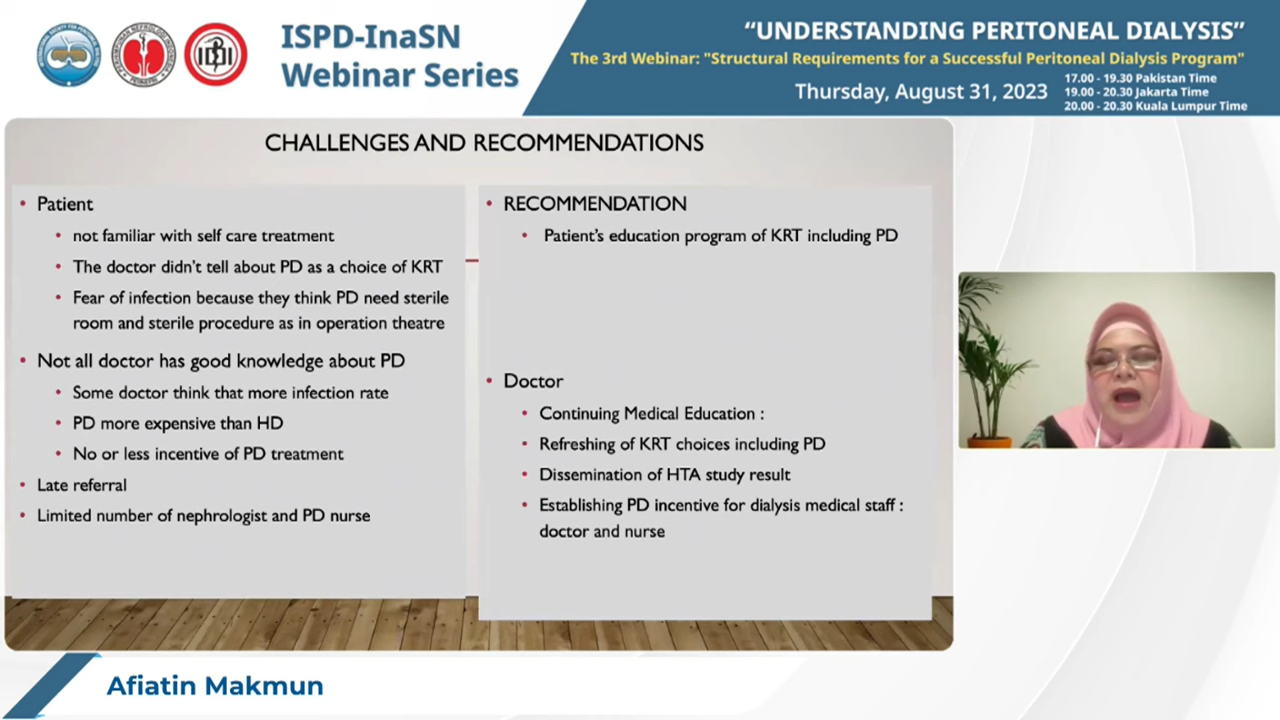 ISPD-InaSN
Webinar Series
“UNDERSTANDING PERITONEAL DIALYSIS”
The 3rd Webinar: "Structural Requirements for a Successful Peritoneal Dialysis Program"
Thursday, August 31, 2023
17.00 - 19.30 Pakistan Time
19.00 - 20.30 Jakarta Time
20.00 - 20.30 Kuala Lumpur Time
CHALLENGES AND RECOMMENDATIONS
• Patient
• not familiar with self care treatment
• The doctor didn't tell about PD as a choice of KRT
• Fear of infection because they think PD need sterile
room and sterile procedure as in operation theatre
• Not all doctor has good knowledge about PD
• Some doctor think that more infection rate
• PD more expensive than HD
• No or less incentive of PD treatment
• Late referral
• Limited number of nephrologist and PD nurse
• RECOMMENDATION
• Patient's education program of KRT including PD
• Doctor
• Continuing Medical Education :
• Refreshing of KRT choices including PD
• Dissemination of HTA study result
• Establishing PD incentive for dialysis medical staff :
doctor and nurse
Afiatin Makmun